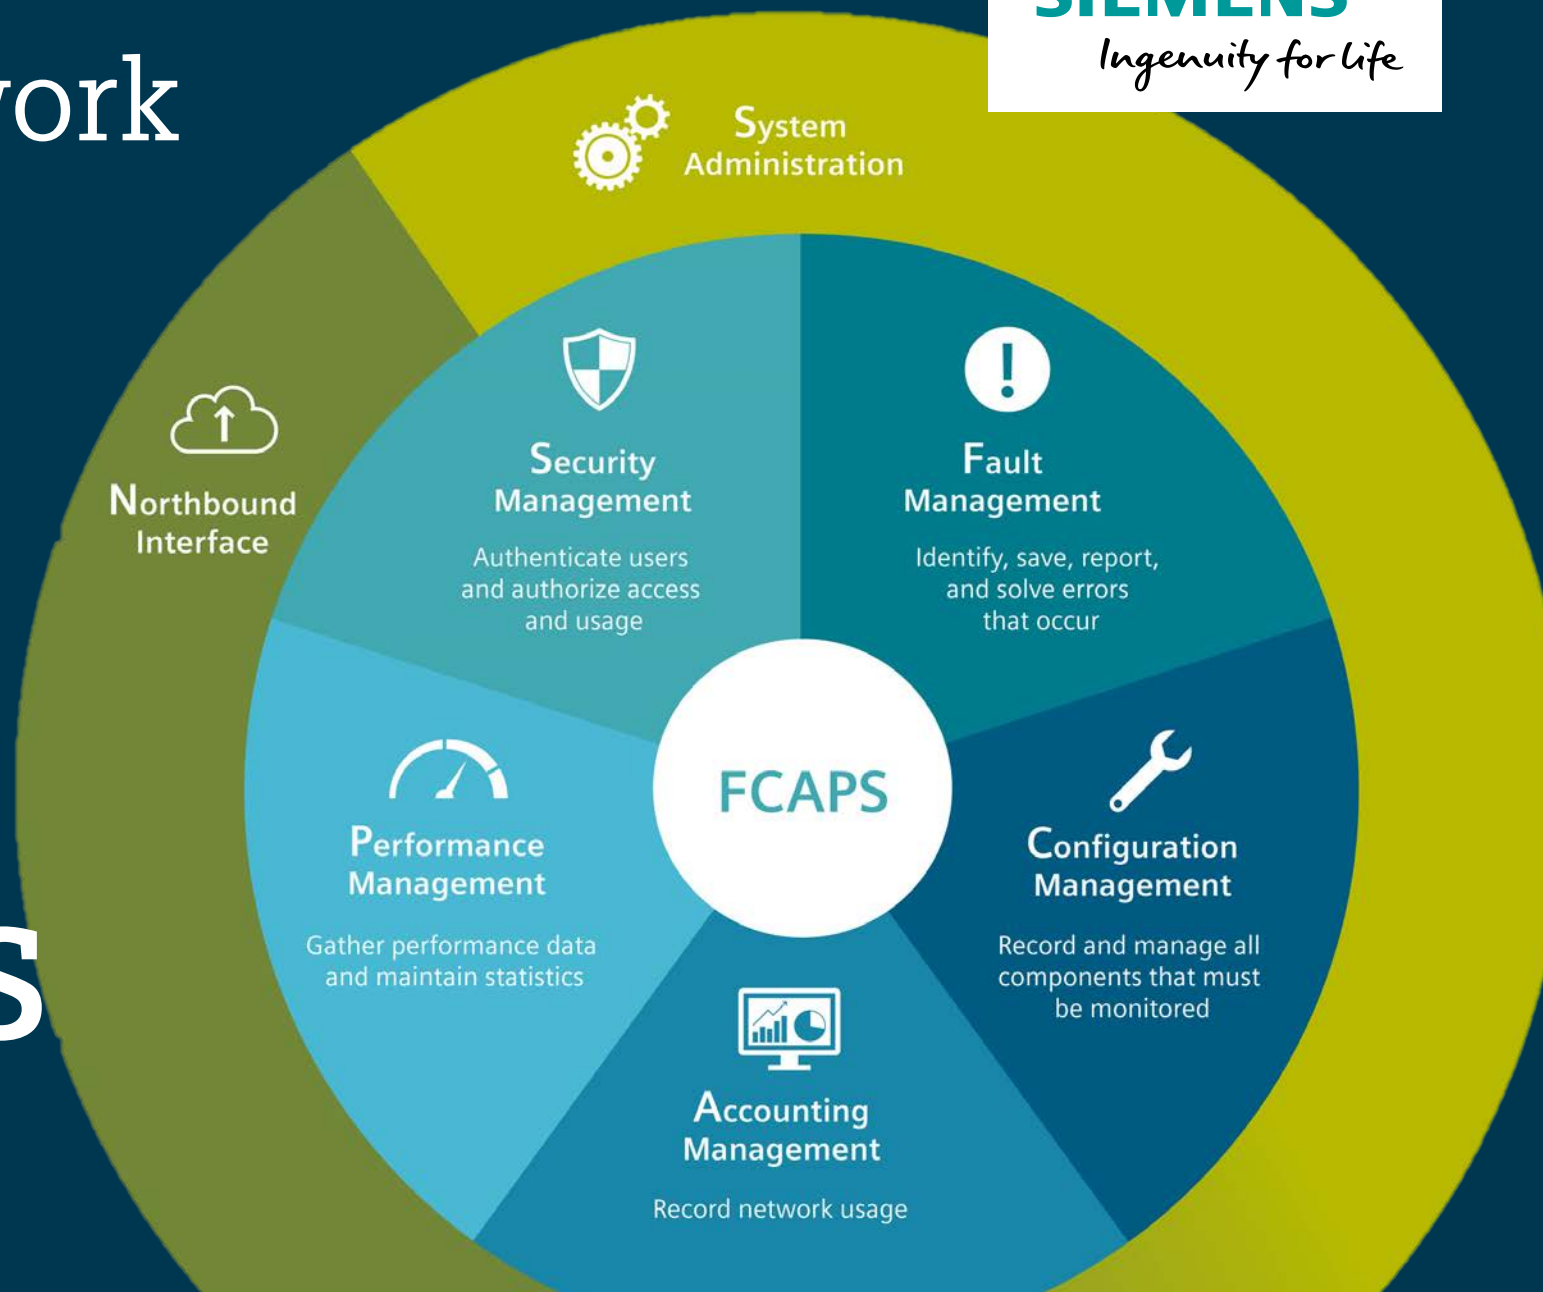 SIEMENS
Ingenuity for life
System
Administration
Northbound
Interface
Security
Management
Authenticate users
and authorize access
and usage
Fault
Management
Identify, save, report,
and solve errors
that occur
FCAPS
Performance
Management
Gather performance data
and maintain statistics
Configuration
Management
Record and manage all
components that must
be monitored
Accounting
Management
Record network usage